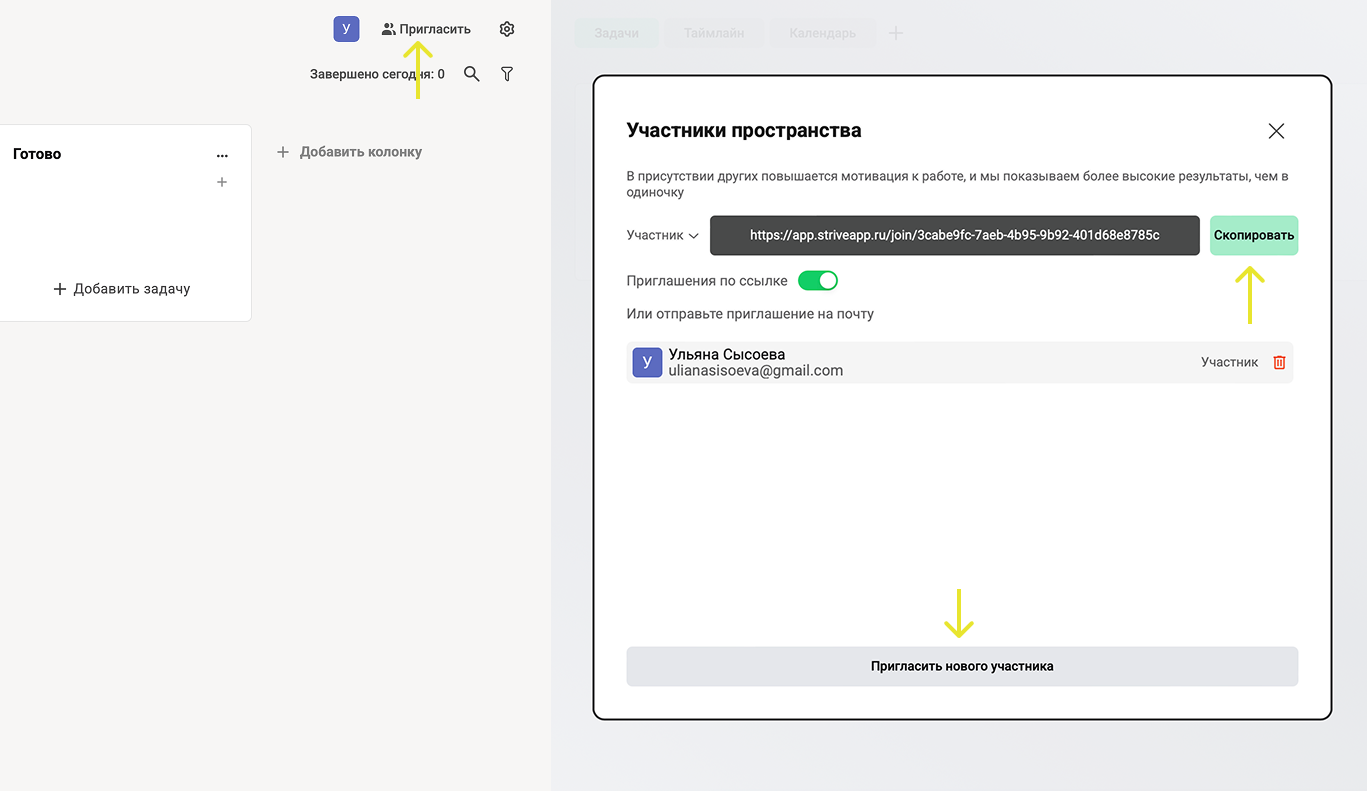 У
Пригласить
Завершено сегодня: 0
Готово
...
Добавить колонку
Добавить задачу
Задачи
Таймлайн
Календарь
Участники пространства
В присутствии других повышается мотивация к работе, и мы показываем более высокие результаты, чем в
одиночку
Участник
https://app.striveapp.ru/join/3cabe9fc-7aeb-4b95-9b92-401d68e8785c
Скопировать
Приглашения по ссылке
Или отправьте приглашение на почту
У
Ульяна Сысоева
ulianasisoeva@gmail.com
Участник
Пригласить нового участника